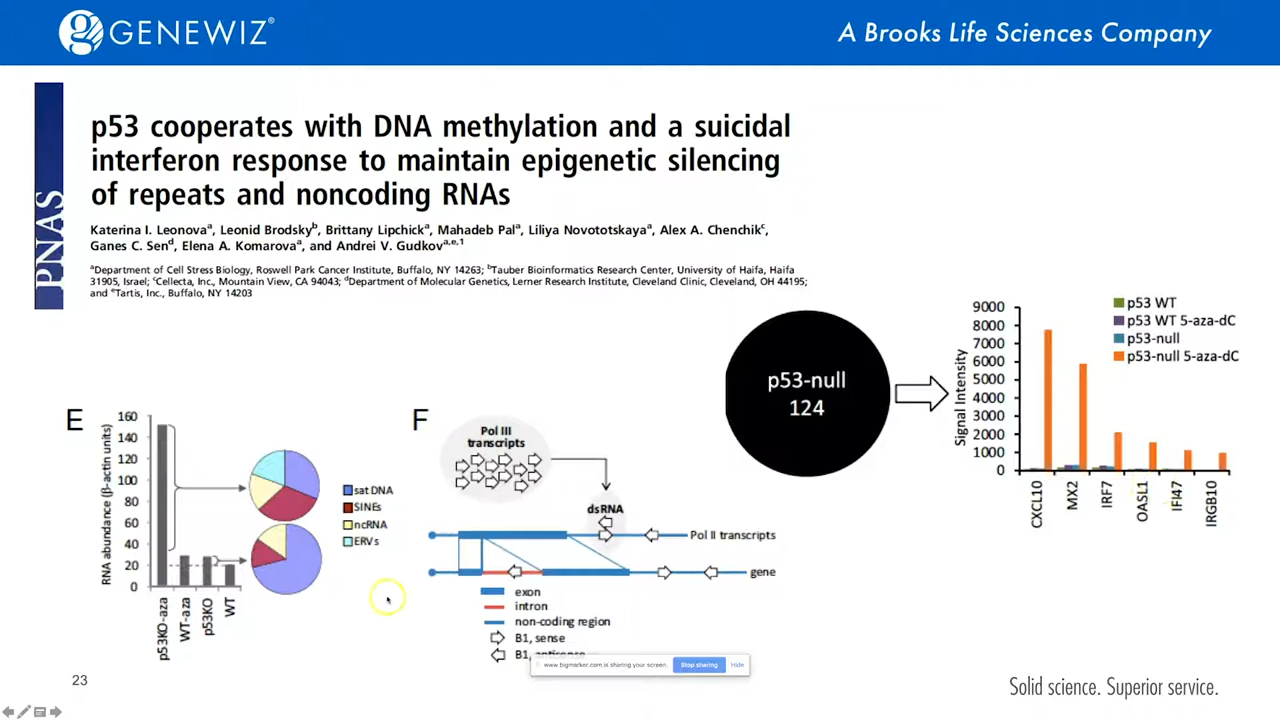 GENEWIZ®
A Brooks Life Sciences Company
PNAS
p53 cooperates with DNA methylation and a suicidal
interferon response to maintain epigenetic silencing
of repeats and noncoding RNAs
Katerina I. Leonovaᵃ, Leonid Brodskyᵇ, Brittany Lipchickᵃ, Mahadeb Palᵃ, Liliya Novototskayaᵃ, Alex A. Chenchikᶜ,
Ganes C. Senᵈ, Elena A. Komarovaᵃ, and Andrei V. Gudkovᵃ,ᵉ,¹
ᵃDepartment of Cell Stress Biology, Roswell Park Cancer Institute, Buffalo, NY 14263; ᵇTauber Bioinformatics Research Center, University of Haifa, Haifa
31905, Israel; ᶜCellecta, Inc., Mountain View, CA 94043; ᵈDepartment of Molecular Genetics, Lerner Research Institute, Cleveland Clinic, Cleveland, OH 44195;
and ᵉTartis, Inc., Buffalo, NY 14203
p53-null
124
Signal Intensity
9000
8000
7000
6000
5000
4000
3000
2000
1000
0
p53 WT
p53 WT 5-aza-dC
p53-null
p53-null 5-aza-dC
CXCL10
MX2
IRF7
OASL1
IFI47
IRGB10
E
RNA abundance (β-actin units)
160
140
120
100
80
60
40
20
0
p53KO-aza
WT-aza
p53KO
WT
sat DNA
SINEs
ncRNA
ERVs
F
Pol III
transcripts
dsRNA
Pol II transcripts
gene
exon
intron
non-coding region
B1, sense
B1, antisense
www.bigmarker.com is sharing your screen.
Stop sharing
Hide
23
Solid science. Superior service.